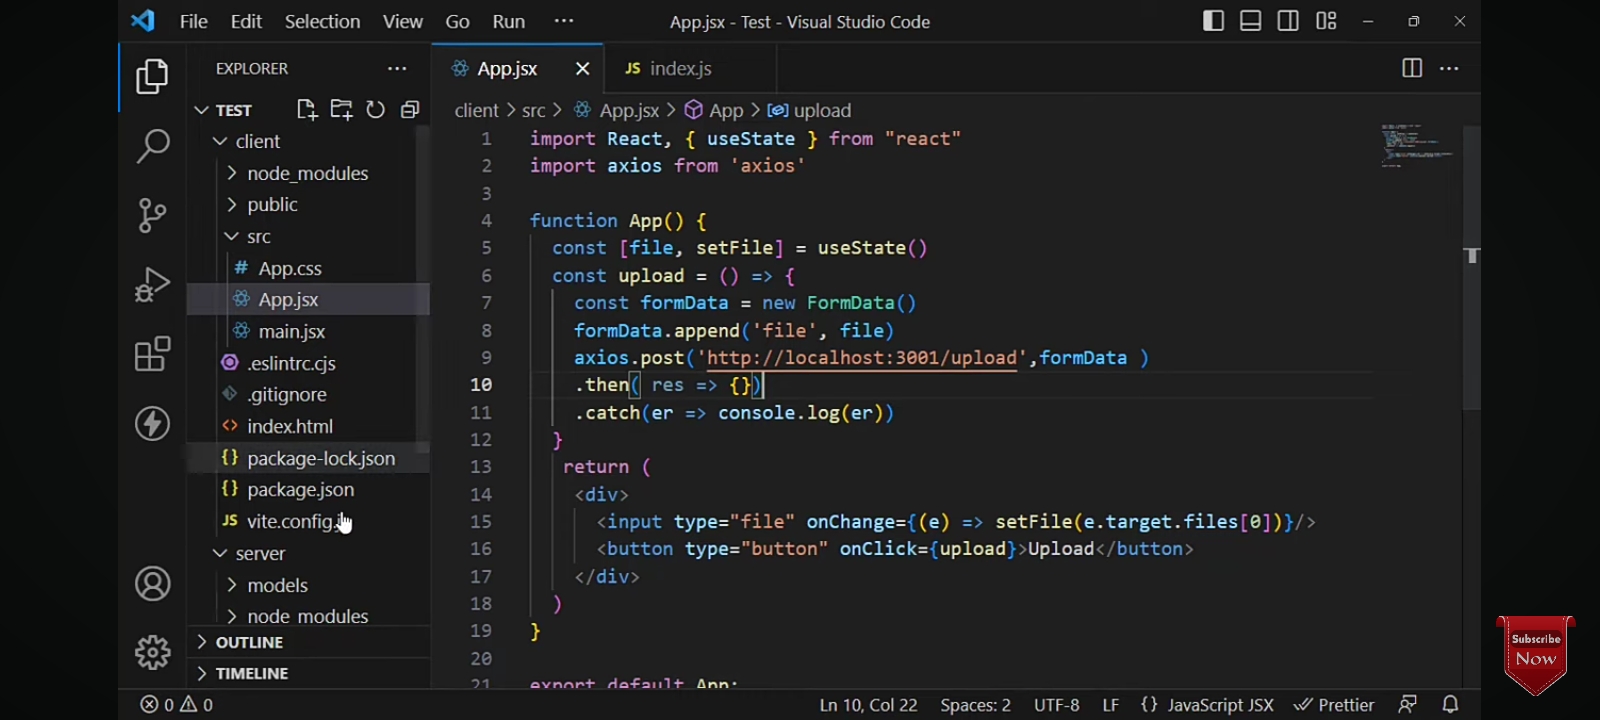 File Edit Selection View Go Run ··· App.jsx - Test - Visual Studio Code
EXPLORER ···
TEST
client
node_modules
public
src
# App.css
App.jsx
main.jsx
.eslintrc.cjs
.gitignore
<> index.html
{} package-lock.json
{} package.json
JS vite.config.
server
models
node_modules
OUTLINE
TIMELINE
App.jsx × JS index.js ···
client > src > App.jsx > App > upload
1 import React, { useState } from "react"
2 import axios from 'axios'
3
4 function App() {
5 const [file, setFile] = useState()
6 const upload = () => {
7 const formData = new FormData()
8 formData.append('file', file)
9 axios.post('http://localhost:3001/upload',formData )
10 .then( res => {})
11 .catch(er => console.log(er))
12 }
13 return (
14 <div>
15 <input type="file" onChange={(e) => setFile(e.target.files[0])}/>
16 <button type="button" onClick={upload}>Upload</button>
17 </div>
18 )
19 }
20
21 export default App;
Subscribe
Now
0 0 Ln 10, Col 22 Spaces: 2 UTF-8 LF {} JavaScript JSX Prettier